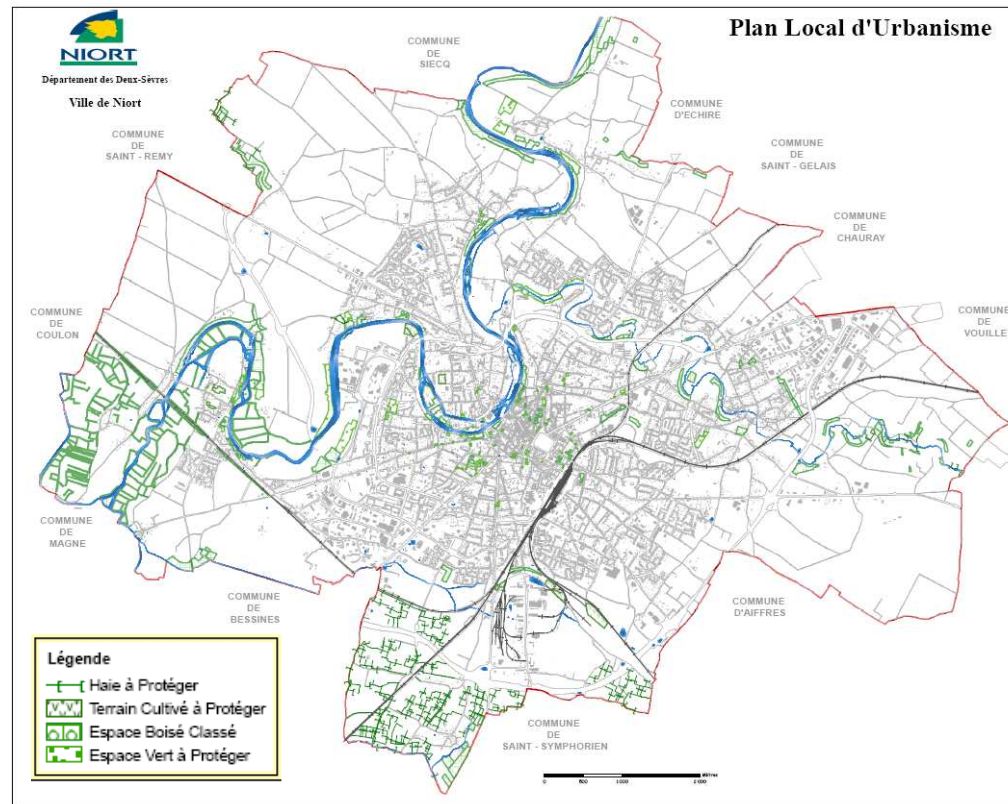 Plan Local d'Urbanisme
NIORT
Département des Deux-Sèvres
Ville de Niort
COMMUNE
DE
SIECQ
COMMUNE
D'ECHIRE
COMMUNE
DE
SAINT - REMY
COMMUNE
DE
SAINT - GELAIS
COMMUNE
DE
CHAURAY
COMMUNE
DE
COULON
COMMUNE
DE
VOUILLE
COMMUNE
DE
MAGNE
COMMUNE
DE
BESSINES
COMMUNE
D'AIFFRES
COMMUNE
DE
SAINT - SYMPHORIEN
Légende
Haie à Protéger
Terrain Cultivé à Protéger
Espace Boisé Classé
Espace Vert à Protéger